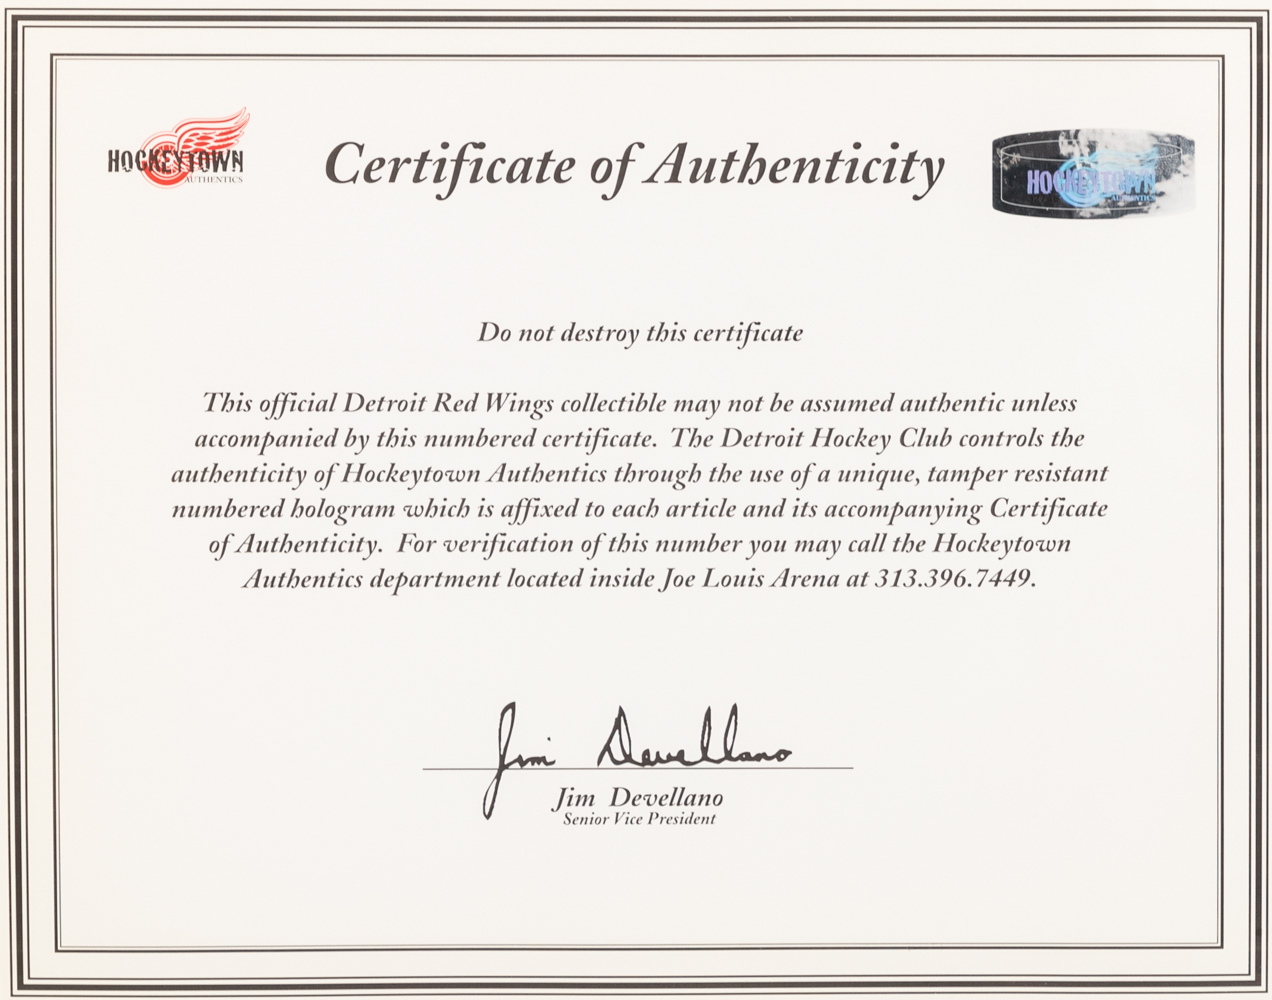 HOCKEYTOWN
AUTHENTICS
Certificate of Authenticity
HOCKEYTOWN
AUTHENTICS
Do not destroy this certificate
This official Detroit Red Wings collectible may not be assumed authentic unless
accompanied by this numbered certificate.  The Detroit Hockey Club controls the
authenticity of Hockeytown Authentics through the use of a unique, tamper resistant
numbered hologram which is affixed to each article and its accompanying Certificate
of Authenticity.  For verification of this number you may call the Hockeytown
Authentics department located inside Joe Louis Arena at 313.396.7449.
Jim Devellano
Jim Devellano
Senior Vice President